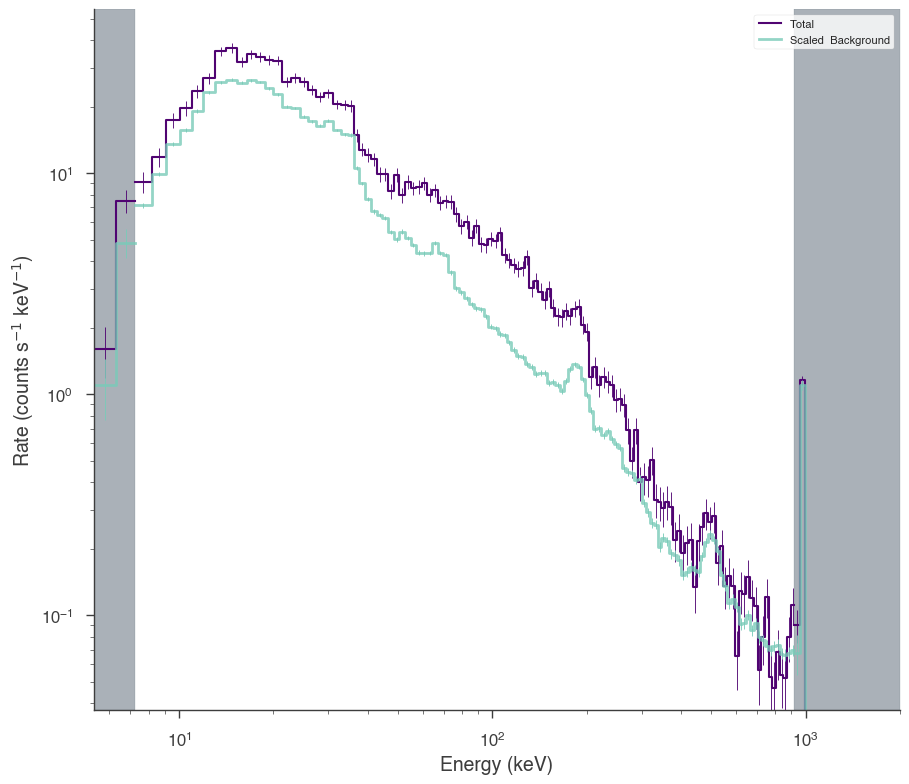 Total
Scaled  Background
Rate (counts s⁻¹ keV⁻¹)
10¹
10⁰
10⁻¹
10¹ 10² 10³
Energy (keV)